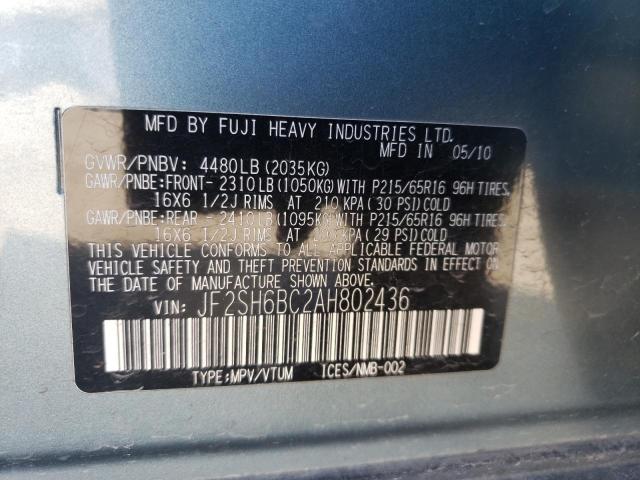 MFD BY FUJI HEAVY INDUSTRIES LTD.
MFD IN 05/10
GVWR/PNBV: 4480LB (2035KG)
GAWR/PNBE:FRONT- 2310LB (1050KG) WITH P215/65R16 96H TIRES,
16X6 1/2J RIMS AT 210 KPA (30 PSI) COLD
GAWR/PNBE:REAR - 2410LB (1095KG) WITH P215/65R16 96H TIRES,
16X6 1/2J RIMS AT KPA (29 PSI) COLD
THIS VEHICLE CONFORMS TO ALL APPLICABLE FEDERAL MOTOR
VEHICLE SAFETY AND THEFT PREVENTION STANDARDS IN EFFECT ON
THE DATE OF MANUFACTURE SHOWN ABOVE.
VIN: JF2SH6BC2AH802436
TYPE:MPV/VTUM ICES/NMB-002